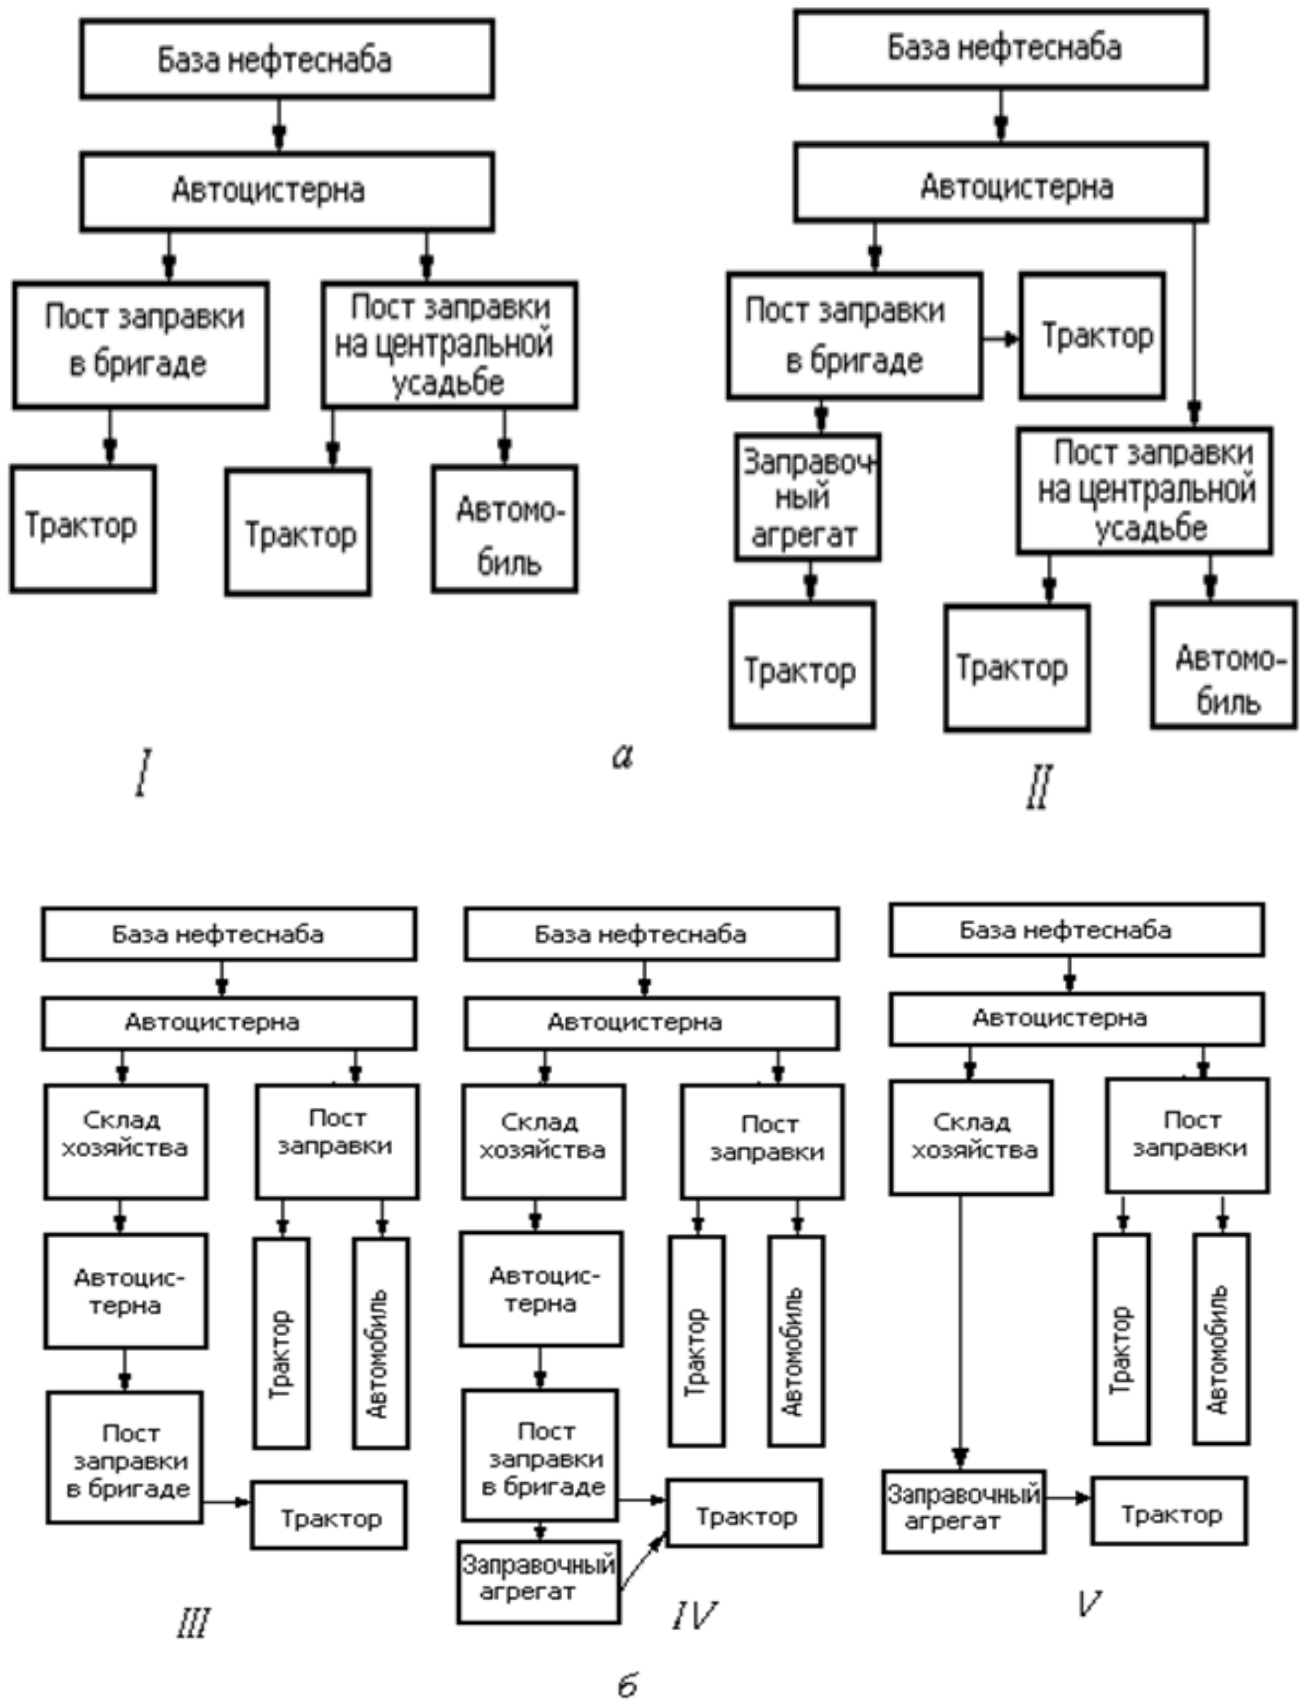 База нефтеснаба
Автоцистерна
Пост заправки
в бригаде
Пост заправки
на центральной
усадьбе
Трактор
Трактор
Автомо-
биль
I
База нефтеснаба
Автоцистерна
Пост заправки
в бригаде
Трактор
Заправоч-
ный
агрегат
Пост заправки
на центральной
усадьбе
Трактор
Трактор
Автомо-
биль
II
а
База нефтеснаба
Автоцистерна
Склад
хозяйства
Пост
заправки
Автоцис-
терна
Трактор
Автомобиль
Пост
заправки
в бригаде
Трактор
III
База нефтеснаба
Автоцистерна
Склад
хозяйства
Пост
заправки
Автоцис-
терна
Трактор
Автомобиль
Пост
заправки
в бригаде
Трактор
Заправочный
агрегат
IV
База нефтеснаба
Автоцистерна
Склад
хозяйства
Пост
заправки
Трактор
Автомобиль
Заправочный
агрегат
Трактор
V
б